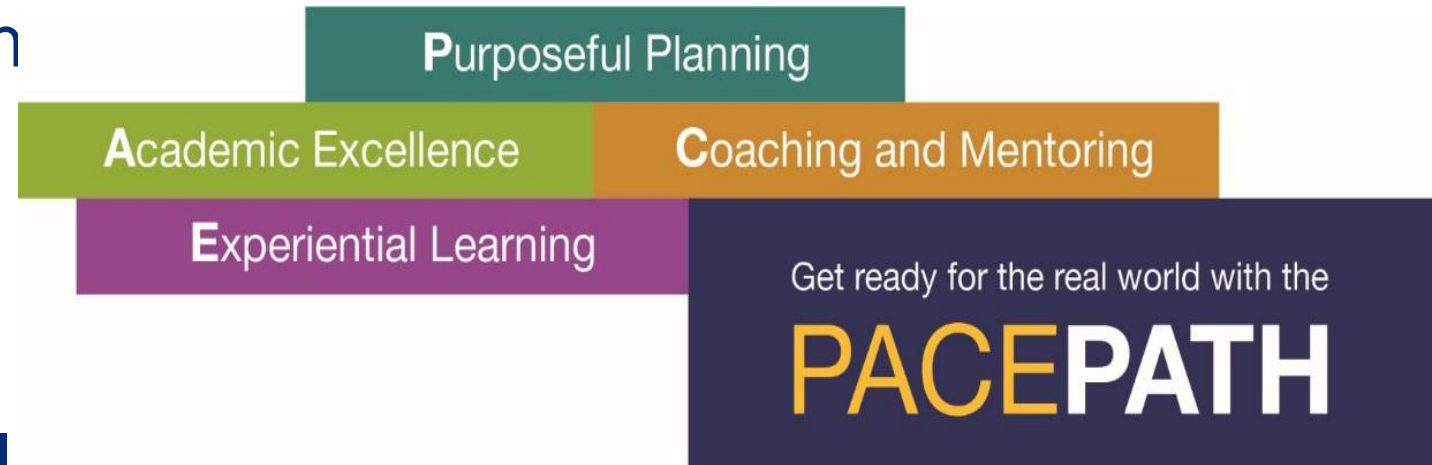 n
Purposeful Planning
Academic Excellence
Coaching and Mentoring
Experiential Learning
Get ready for the real world with the
PACEPATH